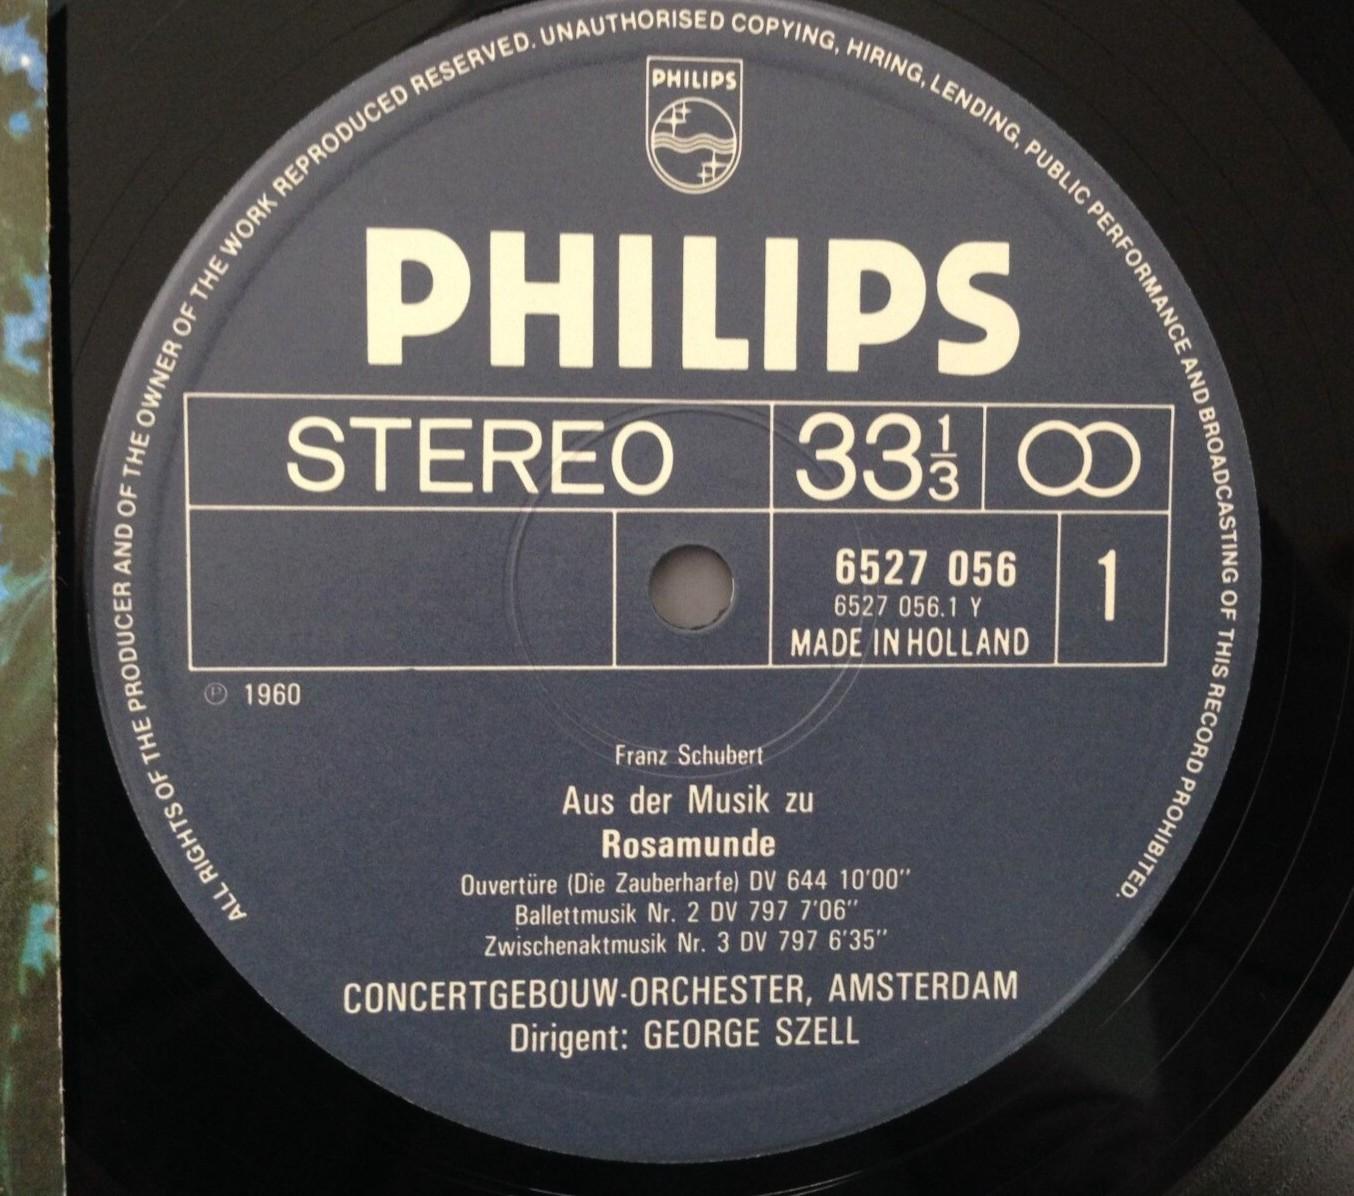 ALL RIGHTS OF THE PRODUCER AND OF THE OWNER OF THE WORK REPRODUCED RESERVED. UNAUTHORISED COPYING, HIRING, LENDING, PUBLIC PERFORMANCE AND BROADCASTING OF THIS RECORD PROHIBITED.
PHILIPS
PHILIPS
STEREO 33 1/3
6527 056 1
6527 056.1 Y
MADE IN HOLLAND
℗ 1960
Franz Schubert
Aus der Musik zu
Rosamunde
Ouvertüre (Die Zauberharfe) DV 644 10'00''
Ballettmusik Nr. 2 DV 797 7'06''
Zwischenaktmusik Nr. 3 DV 797 6'35''
CONCERTGEBOUW-ORCHESTER, AMSTERDAM
Dirigent: GEORGE SZELL